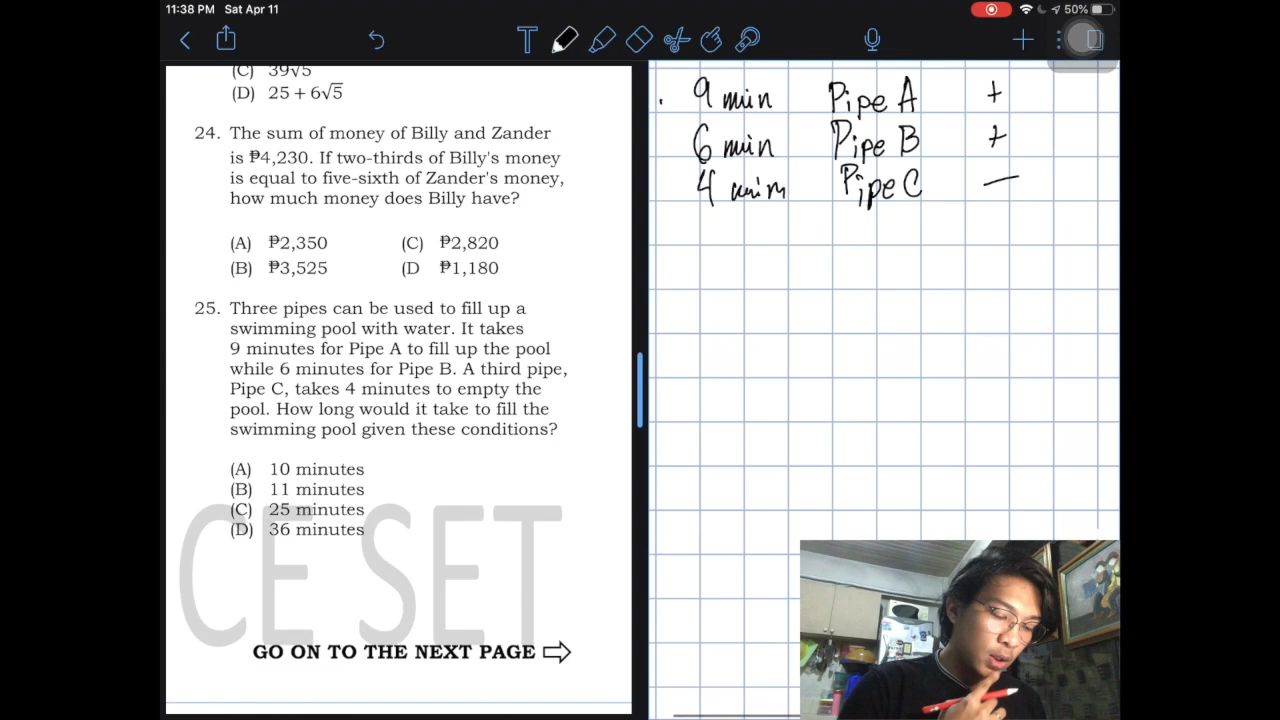 11:38 PM Sat Apr 11
50%
(C) 39√5
(D) 25 + 6√5
24. The sum of money of Billy and Zander
is ₱4,230. If two-thirds of Billy's money
is equal to five-sixth of Zander's money,
how much money does Billy have?
(A) ₱2,350 (C) ₱2,820
(B) ₱3,525 (D ₱1,180
25. Three pipes can be used to fill up a
swimming pool with water. It takes
9 minutes for Pipe A to fill up the pool
while 6 minutes for Pipe B. A third pipe,
Pipe C, takes 4 minutes to empty the
pool. How long would it take to fill the
swimming pool given these conditions?
(A) 10 minutes
(B) 11 minutes
(C) 25 minutes
(D) 36 minutes
CE SET
GO ON TO THE NEXT PAGE
9 min Pipe A +
6 min Pipe B +
4 min Pipe C −